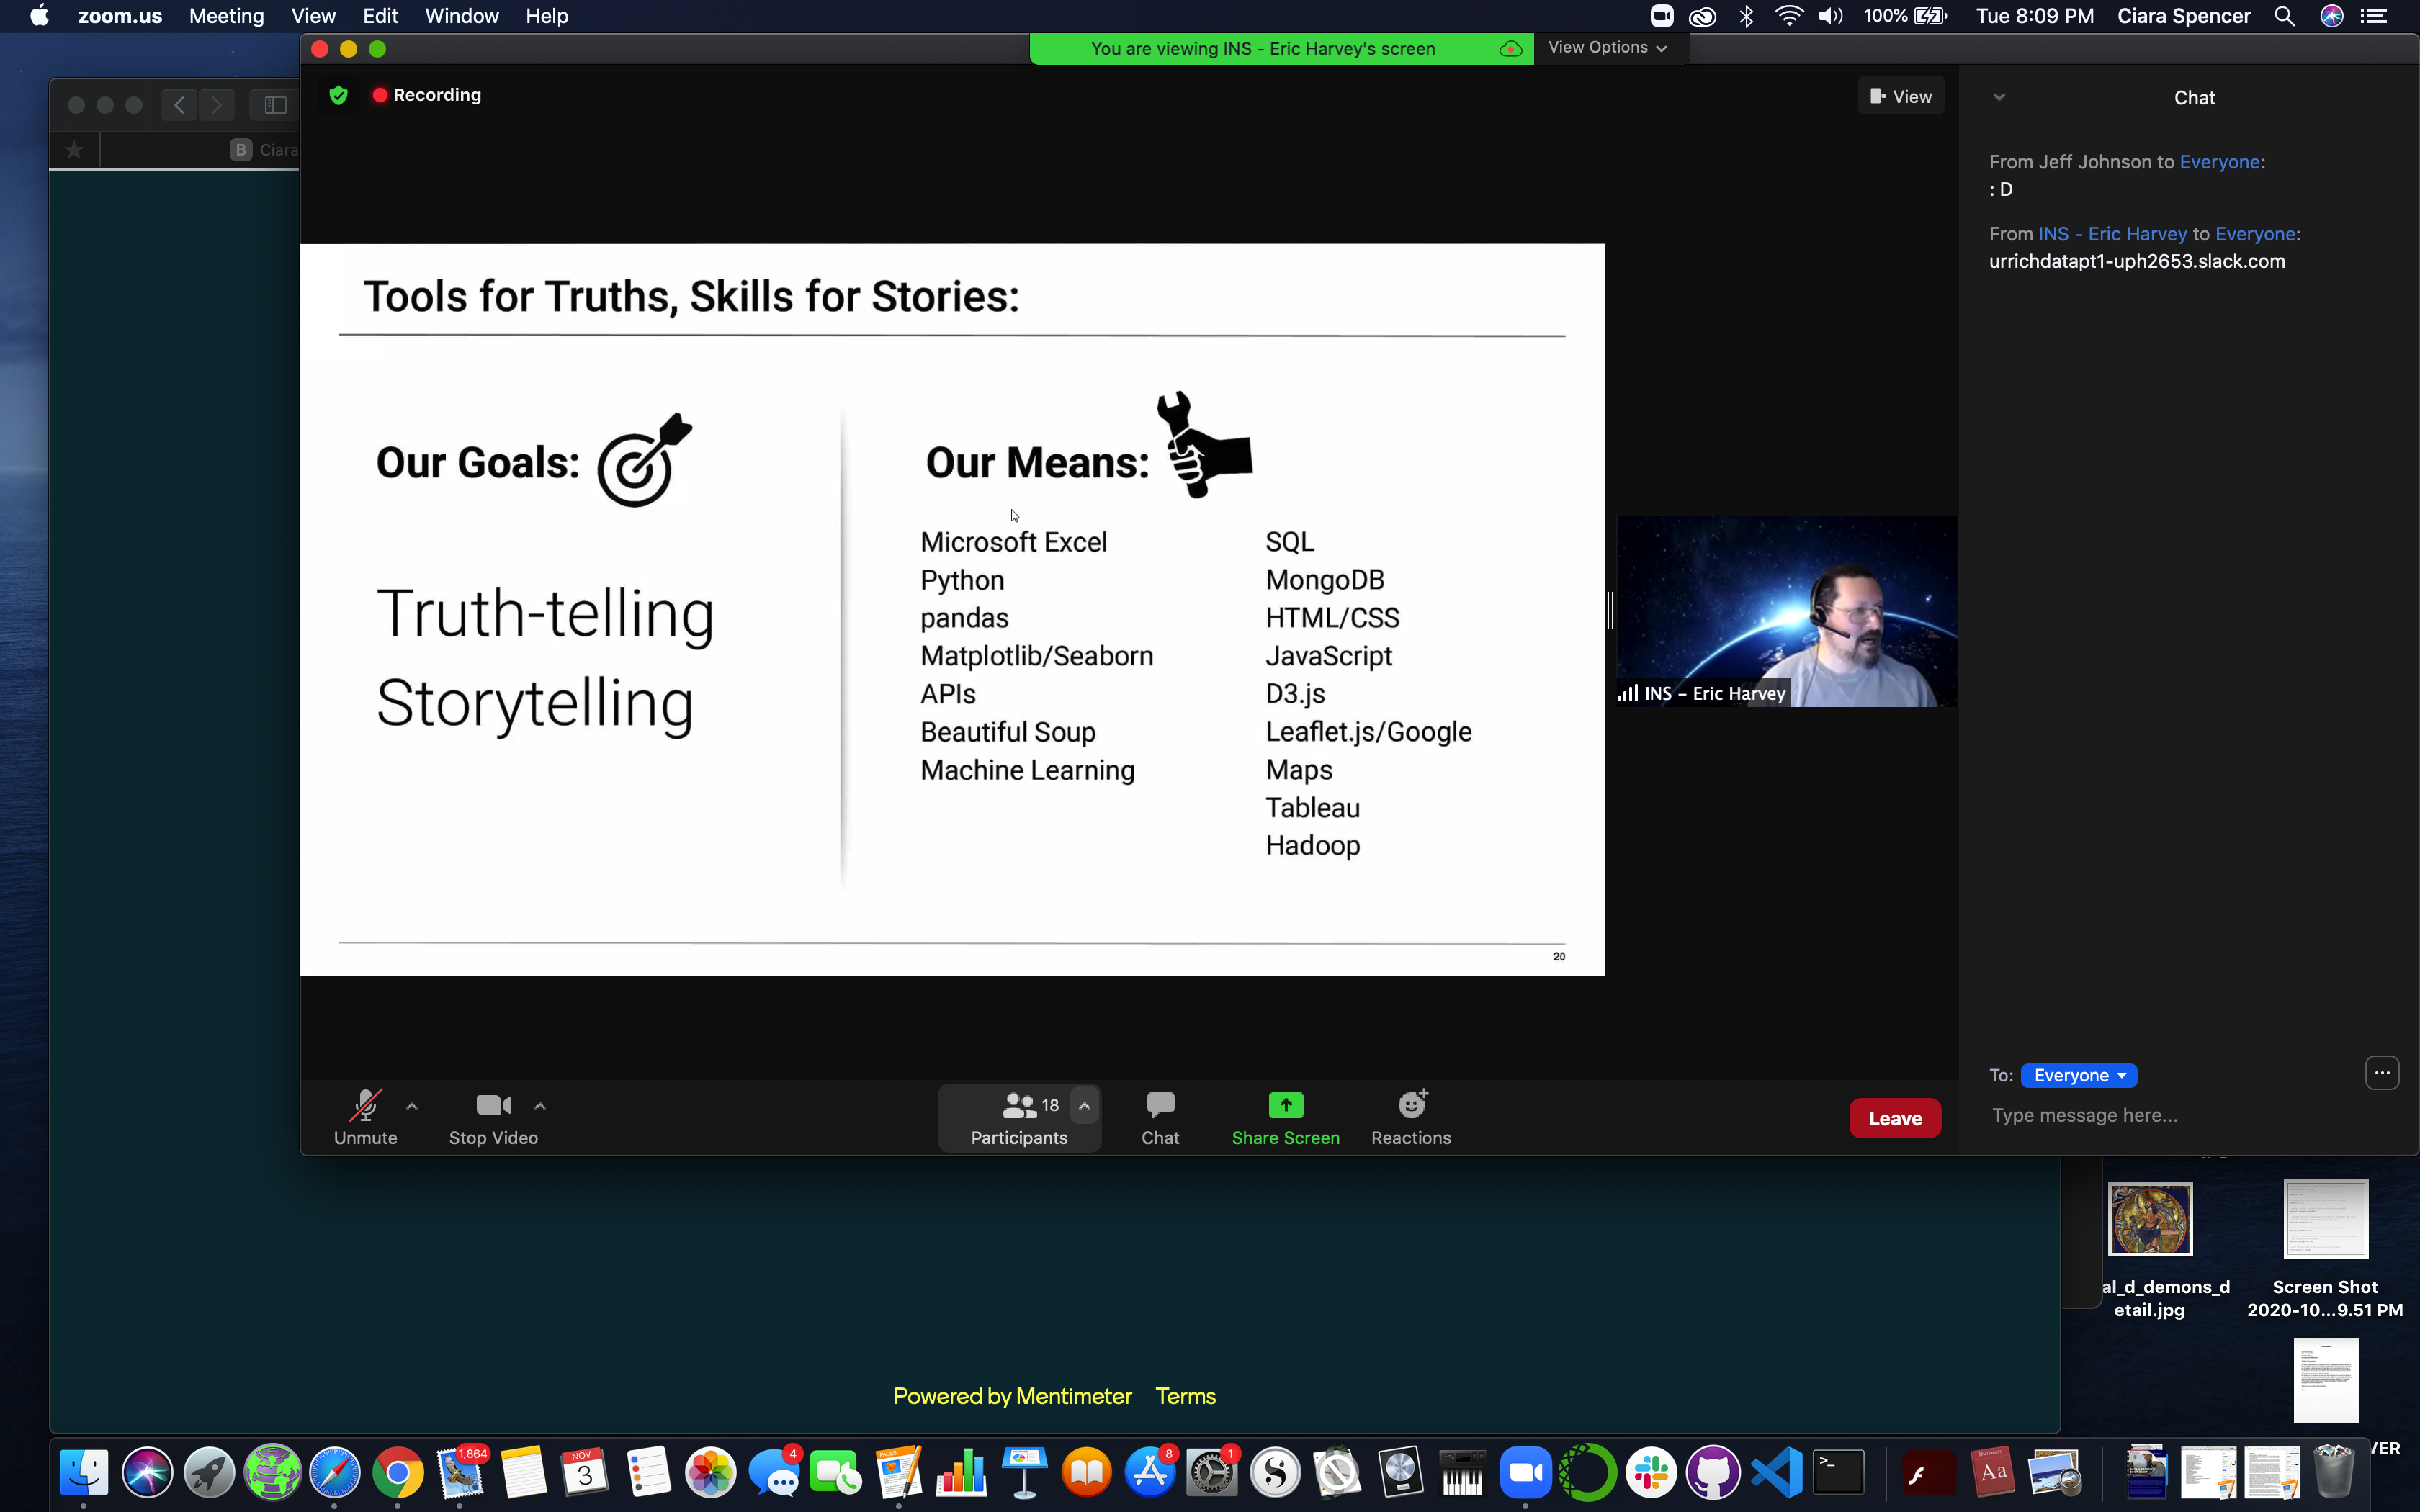 zoom.us Meeting View Edit Window Help
100% Tue 8:09 PM Ciara Spencer
You are viewing INS - Eric Harvey's screen View Options
Recording
View
B Ciara
Tools for Truths, Skills for Stories:
Our Goals:
Truth-telling
Storytelling
Our Means:
Microsoft Excel
Python
pandas
Matplotlib/Seaborn
APIs
Beautiful Soup
Machine Learning
SQL
MongoDB
HTML/CSS
JavaScript
D3.js
Leaflet.js/Google
Maps
Tableau
Hadoop
20
INS - Eric Harvey
Chat
From Jeff Johnson to Everyone:
: D
From INS - Eric Harvey to Everyone:
urrichdatapt1-uph2653.slack.com
To: Everyone
...
Type message here...
Unmute
Stop Video
18
Participants
Chat
Share Screen
Reactions
Leave
al_d_demons_d
etail.jpg
Screen Shot
2020-10...9.51 PM
VER
Powered by Mentimeter Terms
1,864
NOV
3
4
8
1
Aa